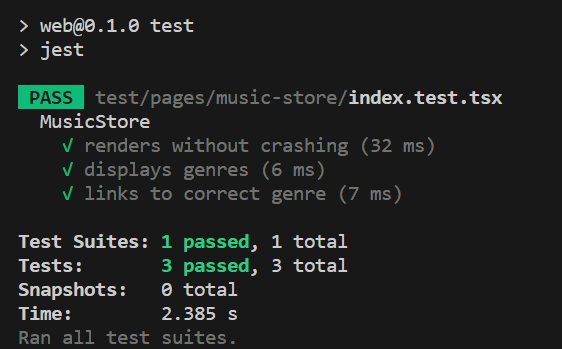 > web@0.1.0 test
> jest
PASS test/pages/music-store/index.test.tsx
MusicStore
√ renders without crashing (32 ms)
√ displays genres (6 ms)
√ links to correct genre (7 ms)
Test Suites: 1 passed, 1 total
Tests: 3 passed, 3 total
Snapshots: 0 total
Time: 2.385 s
Ran all test suites.